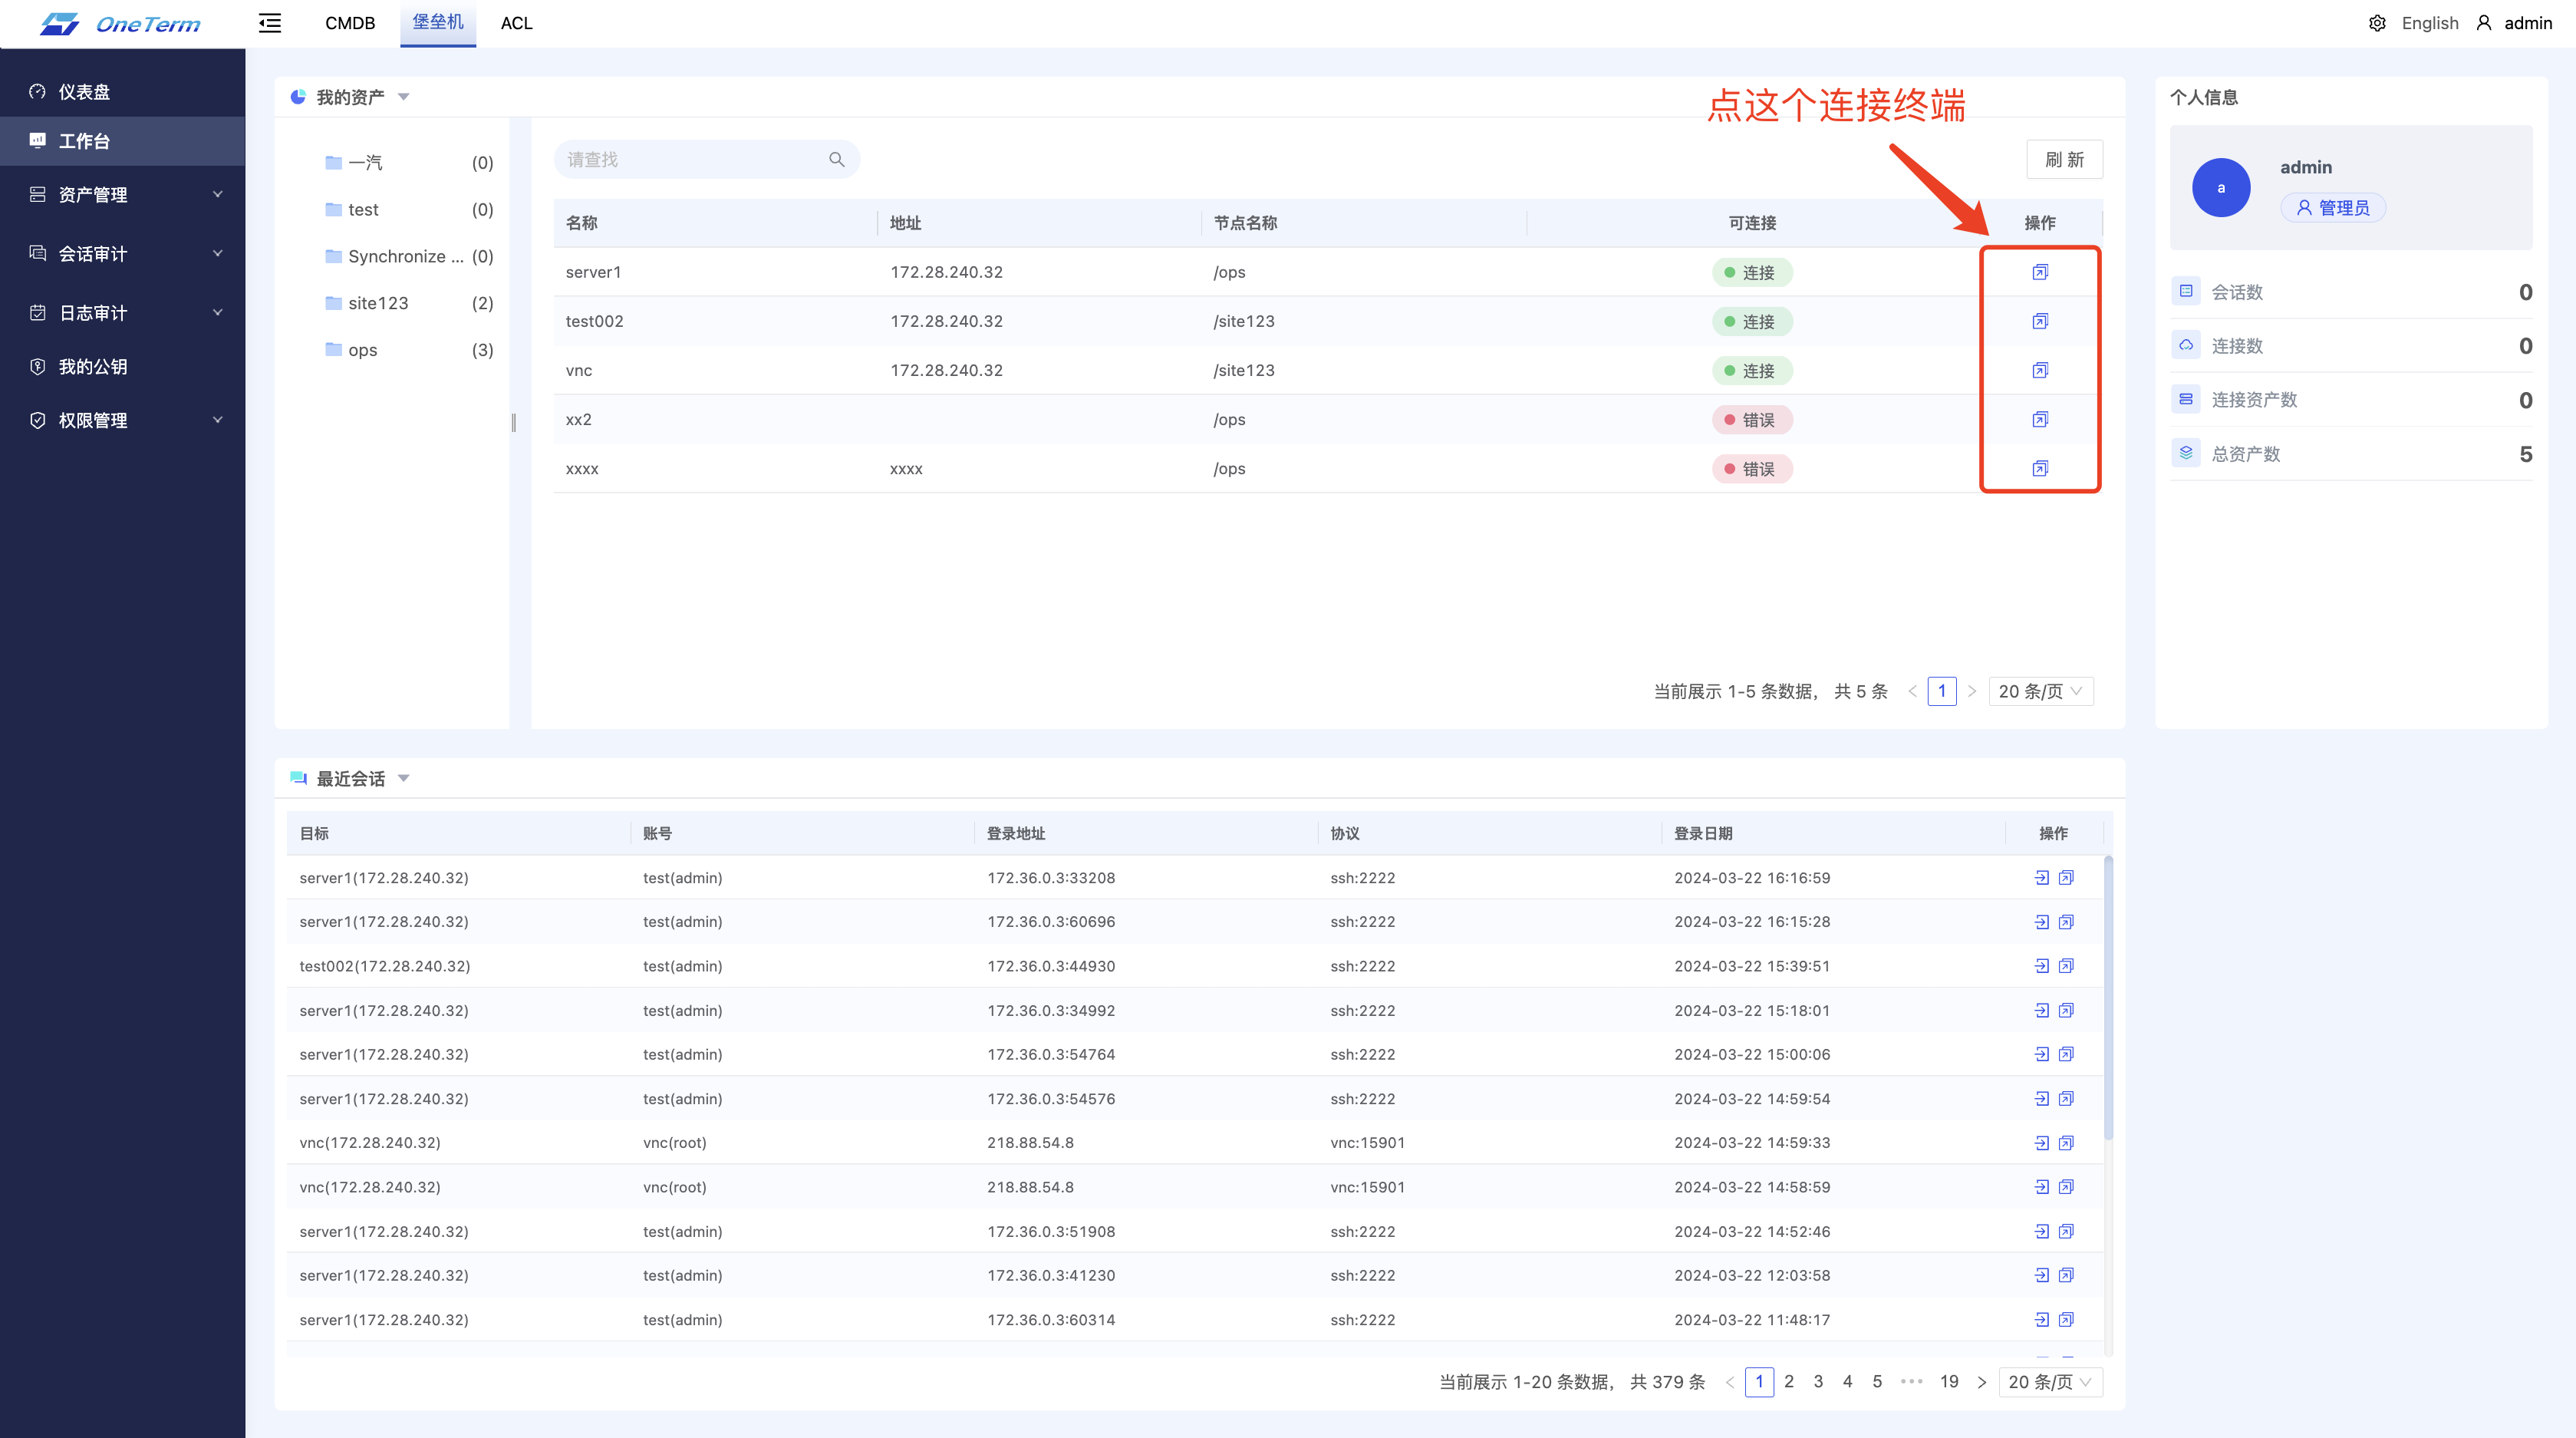 OneTerm
CMDB
堡垒机
ACL
English
admin
仪表盘
工作台
资产管理
会话审计
日志审计
我的公钥
权限管理
我的资产
点这个连接终端
一汽 (0)
test (0)
Synchronize ... (0)
site123 (2)
ops (3)
请查找
刷 新
名称 地址 节点名称 可连接 操作
server1 172.28.240.32 /ops 连接
test002 172.28.240.32 /site123 连接
vnc 172.28.240.32 /site123 连接
xx2 /ops 错误
xxxx xxxx /ops 错误
当前展示 1-5 条数据， 共 5 条 < 1 > 20 条/页
个人信息
a
admin
管理员
会话数 0
连接数 0
连接资产数 0
总资产数 5
最近会话
目标 账号 登录地址 协议 登录日期 操作
server1(172.28.240.32) test(admin) 172.36.0.3:33208 ssh:2222 2024-03-22 16:16:59
server1(172.28.240.32) test(admin) 172.36.0.3:60696 ssh:2222 2024-03-22 16:15:28
test002(172.28.240.32) test(admin) 172.36.0.3:44930 ssh:2222 2024-03-22 15:39:51
server1(172.28.240.32) test(admin) 172.36.0.3:34992 ssh:2222 2024-03-22 15:18:01
server1(172.28.240.32) test(admin) 172.36.0.3:54764 ssh:2222 2024-03-22 15:00:06
server1(172.28.240.32) test(admin) 172.36.0.3:54576 ssh:2222 2024-03-22 14:59:54
vnc(172.28.240.32) vnc(root) 218.88.54.8 vnc:15901 2024-03-22 14:59:33
vnc(172.28.240.32) vnc(root) 218.88.54.8 vnc:15901 2024-03-22 14:58:59
server1(172.28.240.32) test(admin) 172.36.0.3:51908 ssh:2222 2024-03-22 14:52:46
server1(172.28.240.32) test(admin) 172.36.0.3:41230 ssh:2222 2024-03-22 12:03:58
server1(172.28.240.32) test(admin) 172.36.0.3:60314 ssh:2222 2024-03-22 11:48:17
当前展示 1-20 条数据， 共 379 条 < 1 2 3 4 5 ••• 19 > 20 条/页